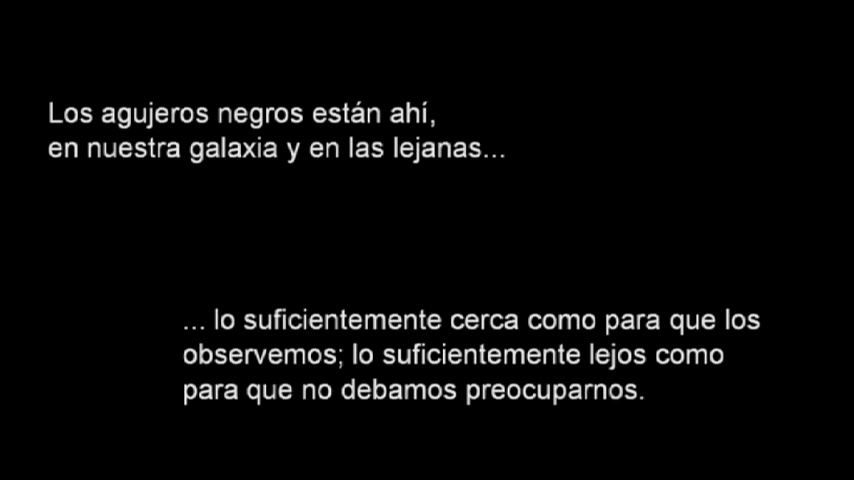 Los agujeros negros están ahí,
en nuestra galaxia y en las lejanas...
... lo suficientemente cerca como para que los
observemos; lo suficientemente lejos como
para que no debamos preocuparnos.